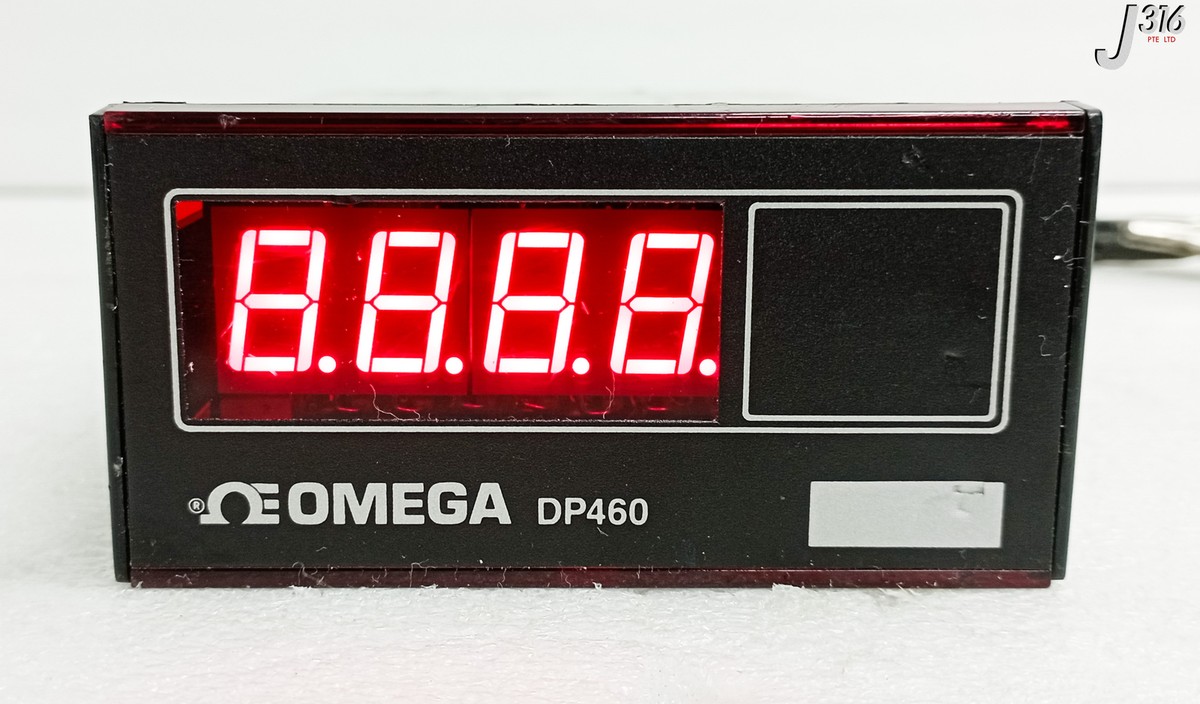 J316
PTE LTD
8.8.8.8.
® OMEGA DP460